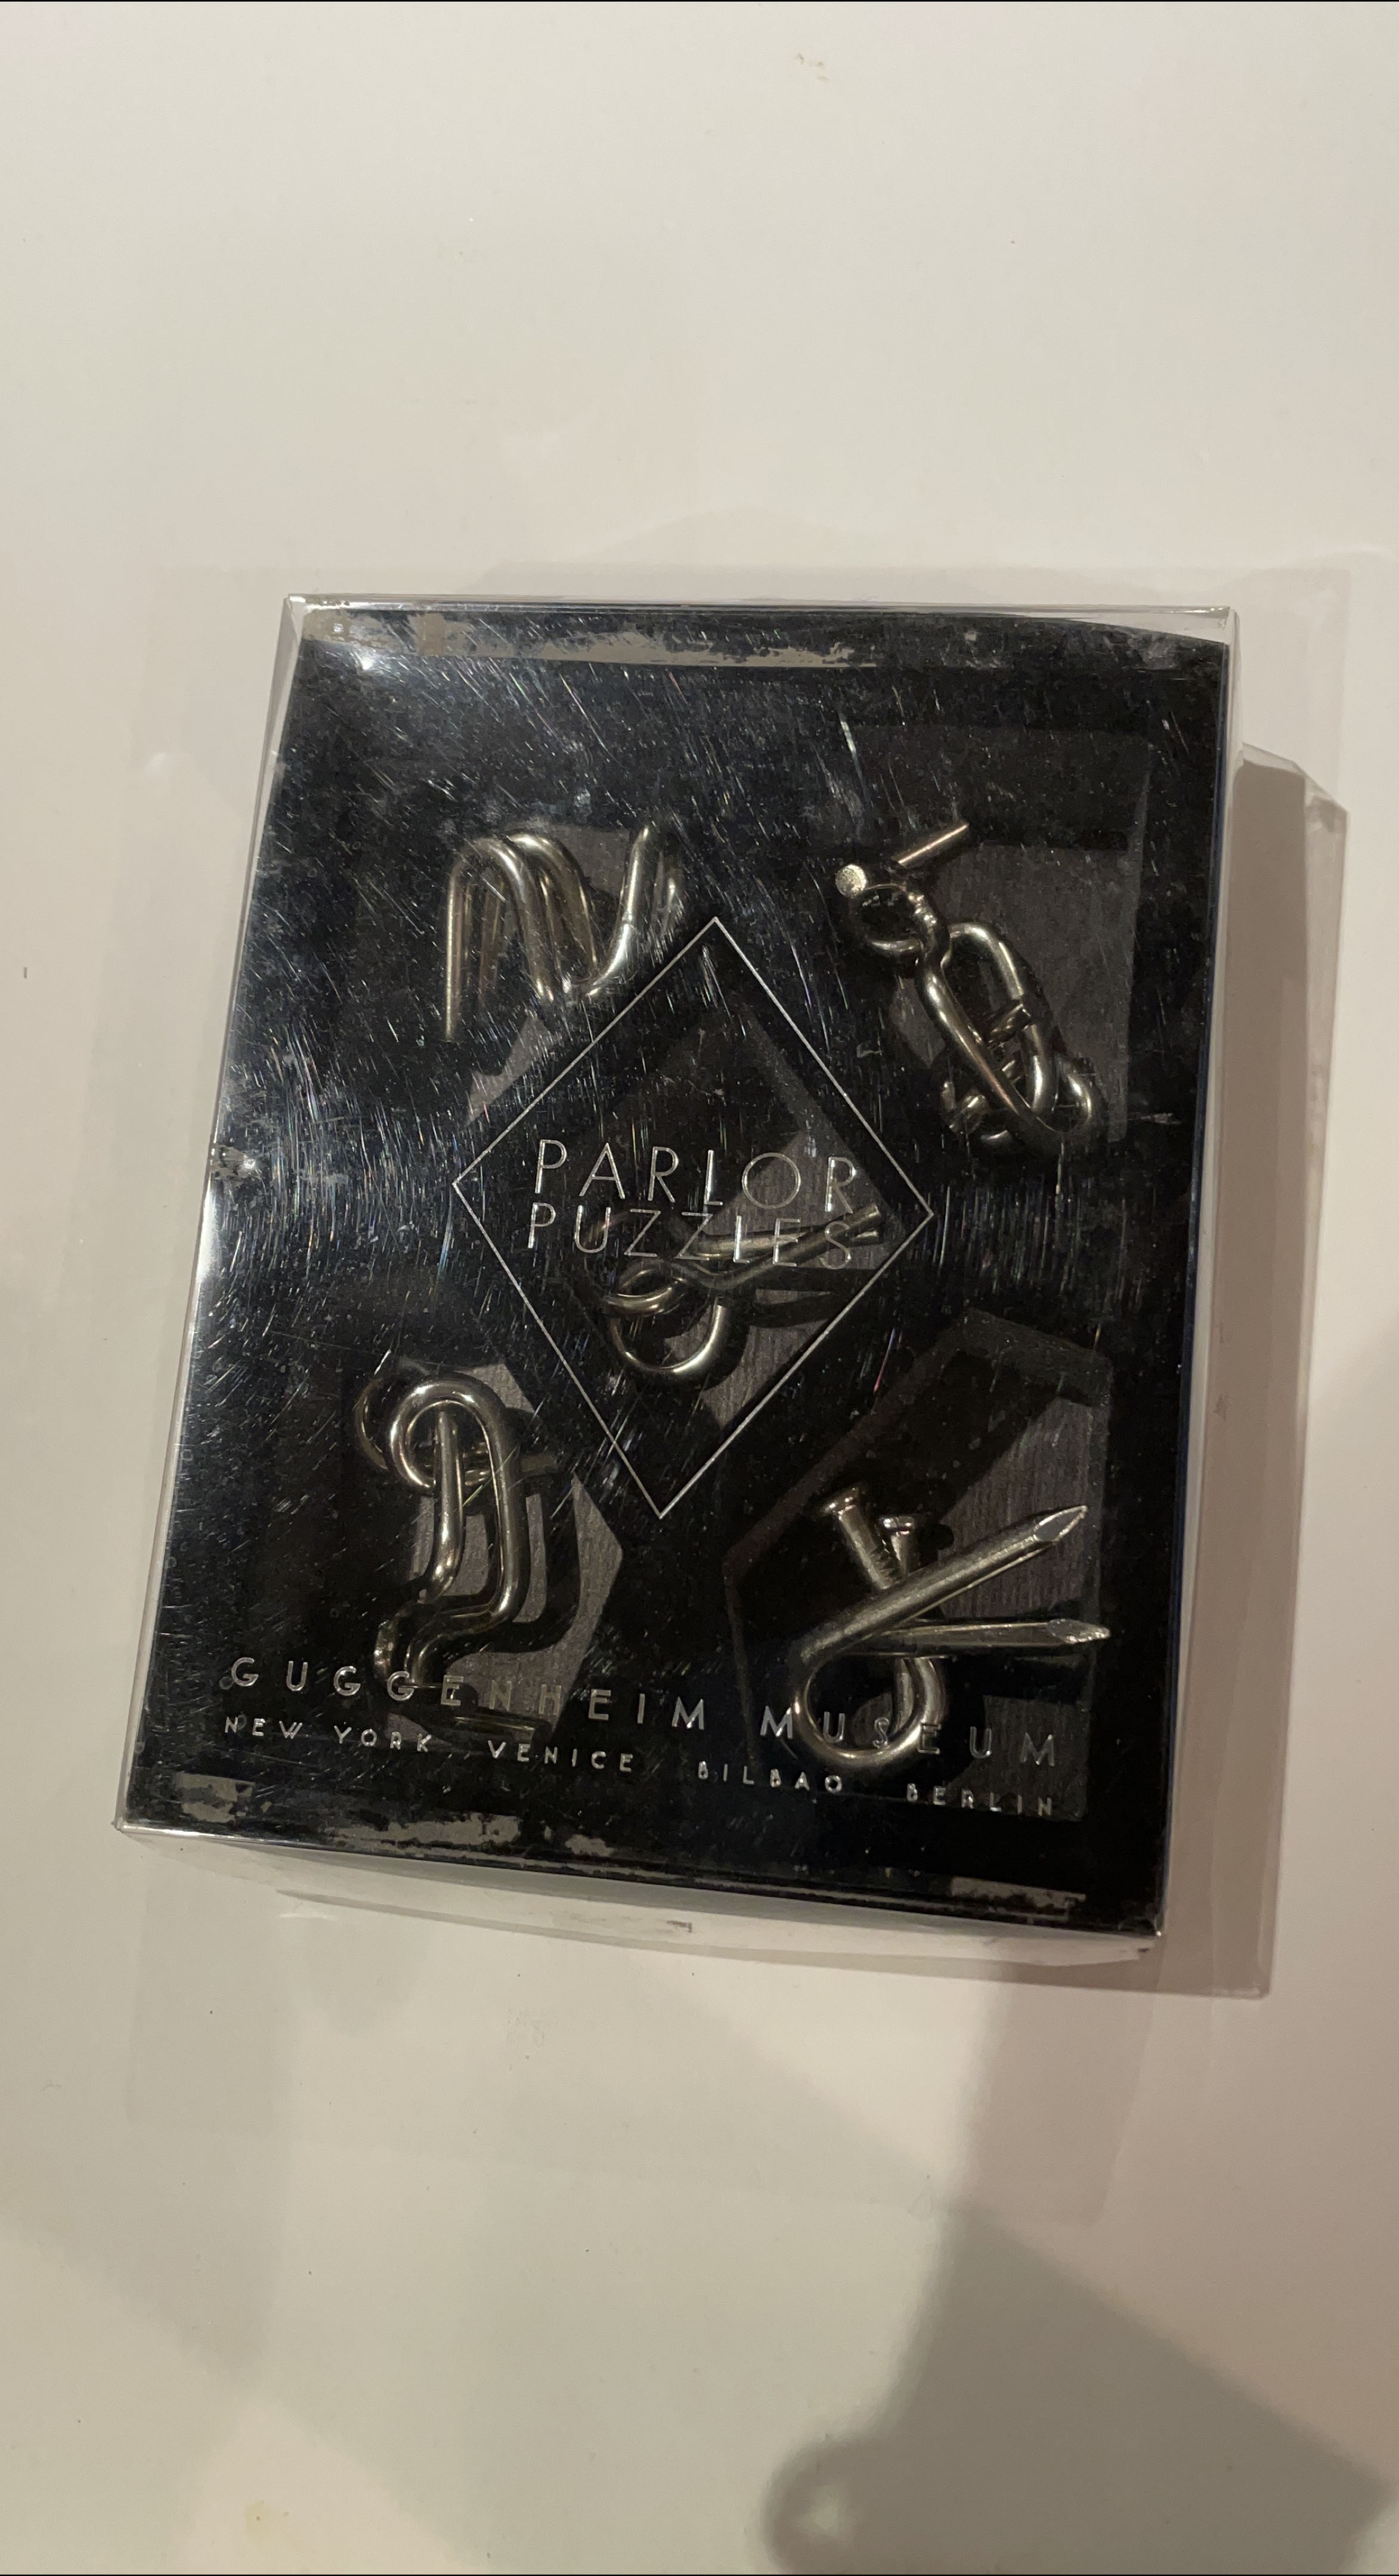 PARLOR
PUZZLES
GUGGENHEIM MUSEUM
NEW YORK VENICE BILBAO BERLIN